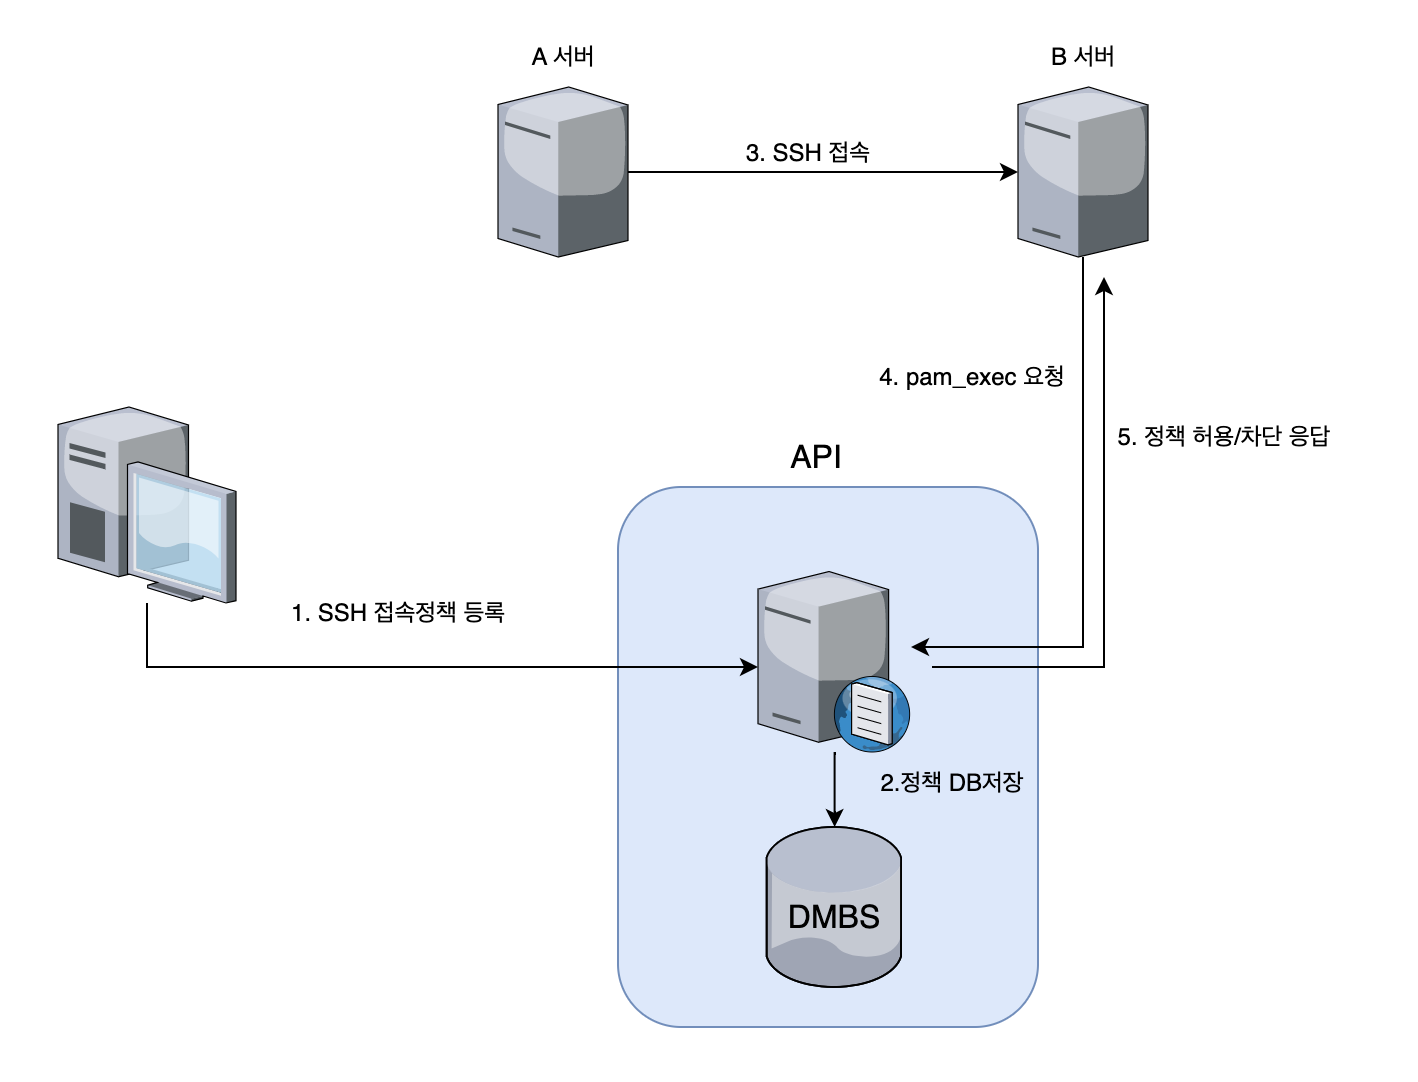 A 서버
B 서버
3. SSH 접속
4. pam_exec 요청
5. 정책 허용/차단 응답
API
1. SSH 접속정책 등록
2.정책 DB저장
DMBS